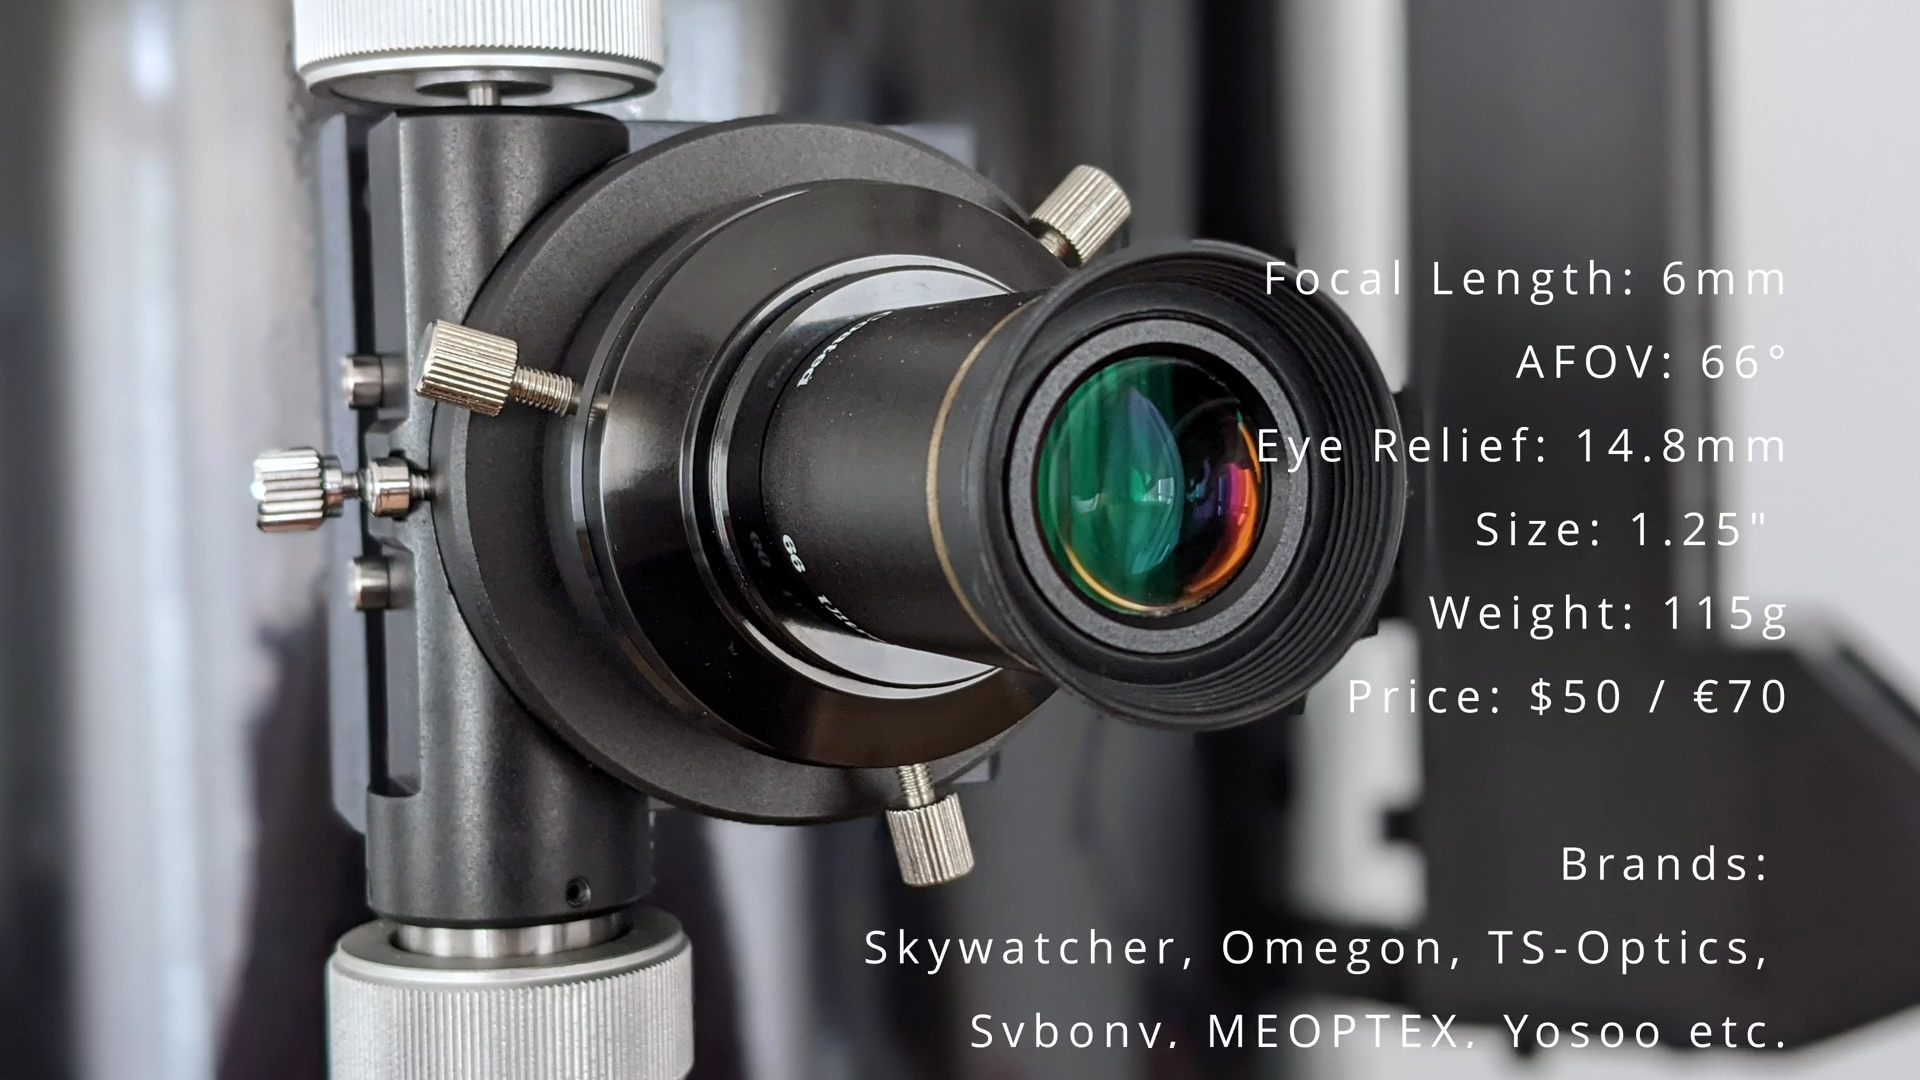 Focal Length: 6mm
AFOV: 66°
Eye Relief: 14.8mm
Size: 1.25"
Weight: 115g
Price: $50 / €70
Brands:
Skywatcher, Omegon, TS-Optics,
Svbony, MEOPTEX, Yosoo etc.
66